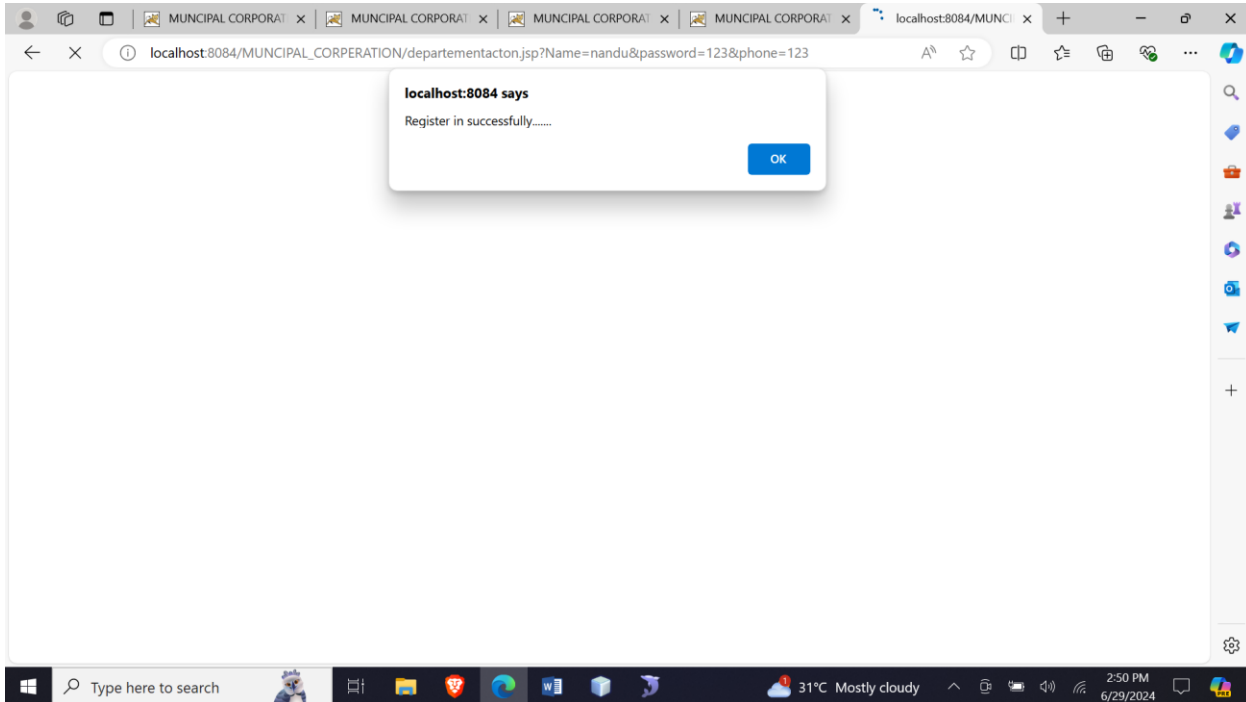 MUNCIPAL CORPORAT
MUNCIPAL CORPORAT
MUNCIPAL CORPORAT
MUNCIPAL CORPORAT
localhost:8084/MUNCI
localhost:8084/MUNCIPAL_CORPERATION/departementacton.jsp?Name=nandu&password=123&phone=123
localhost:8084 says
Register in successfully.......
OK
Type here to search
31°C Mostly cloudy
2:50 PM
6/29/2024